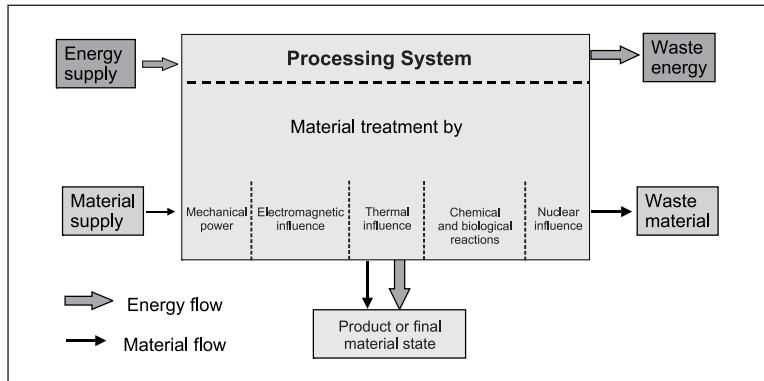 Energy
supply
Processing System
Waste
energy
Material treatment by
Material
supply
Mechanical
power
Electromagnetic
influence
Thermal
influence
Chemical
and biological
reactions
Nuclear
influence
Waste
material
Energy flow
Material flow
Product or final
material state